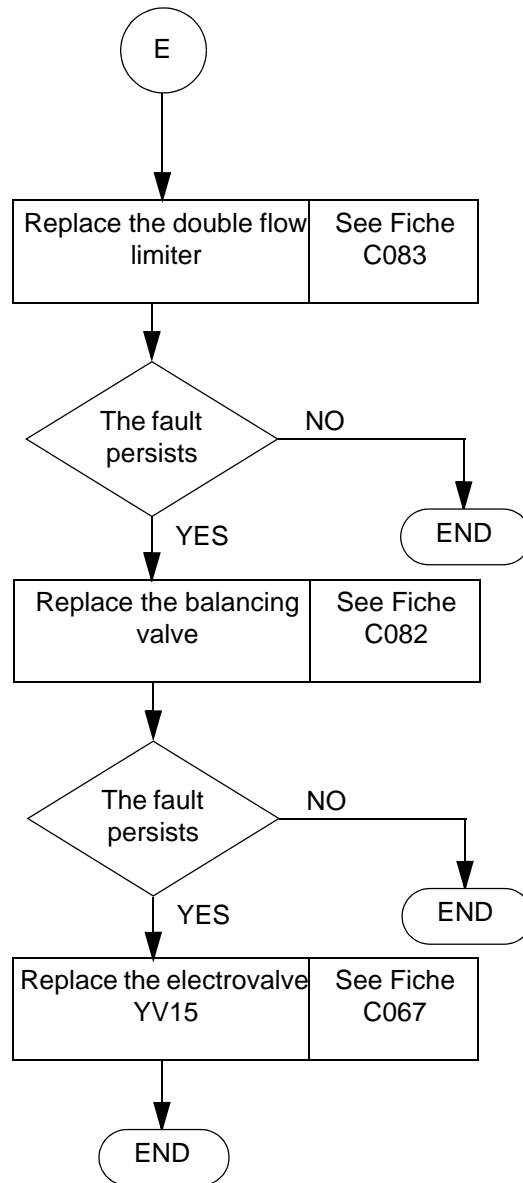 E
Replace the double flow
limiter
See Fiche
C083
The fault
persists
NO
END
YES
Replace the balancing
valve
See Fiche
C082
The fault
persists
NO
END
YES
Replace the electrovalve
YV15
See Fiche
C067
END